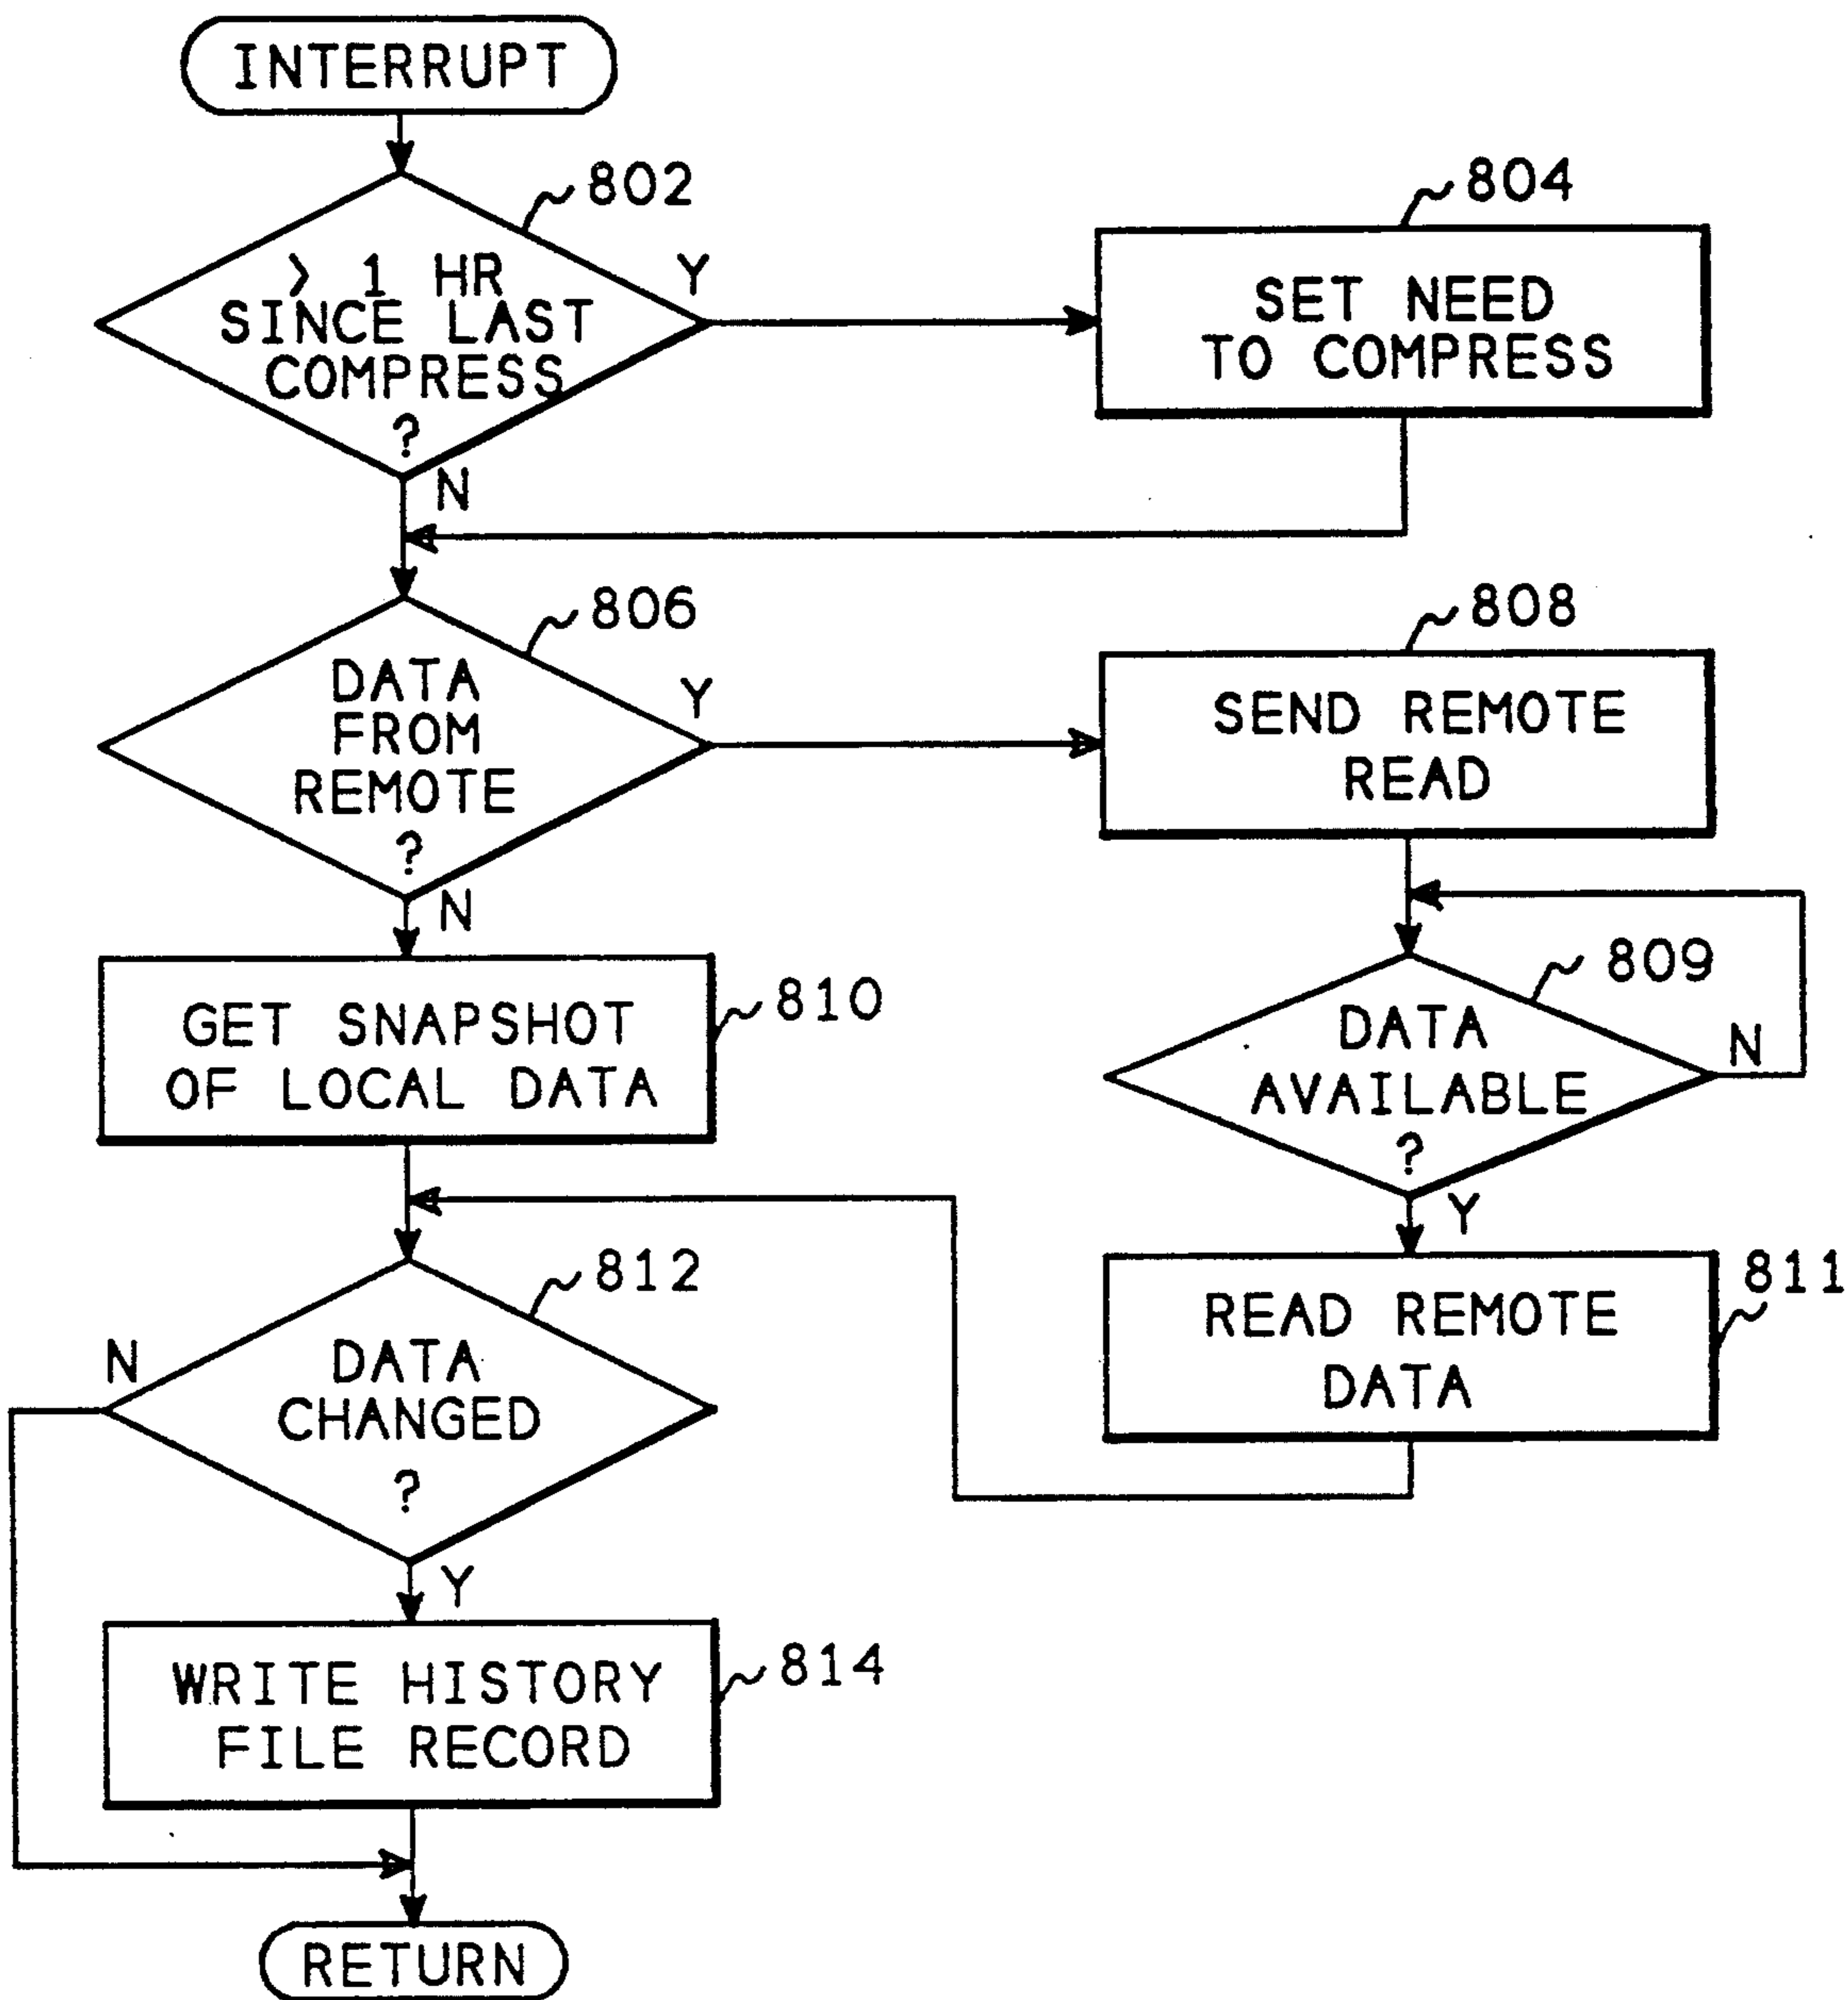 INTERRUPT
802
> 1 HR
SINCE LAST
COMPRESS
?
Y
N
804
SET NEED
TO COMPRESS
806
DATA
FROM
REMOTE
?
Y
N
808
SEND REMOTE
READ
809
DATA
AVAILABLE
?
N
Y
810
GET SNAPSHOT
OF LOCAL DATA
811
READ REMOTE
DATA
812
DATA
CHANGED
?
N
Y
814
WRITE HISTORY
FILE RECORD
RETURN